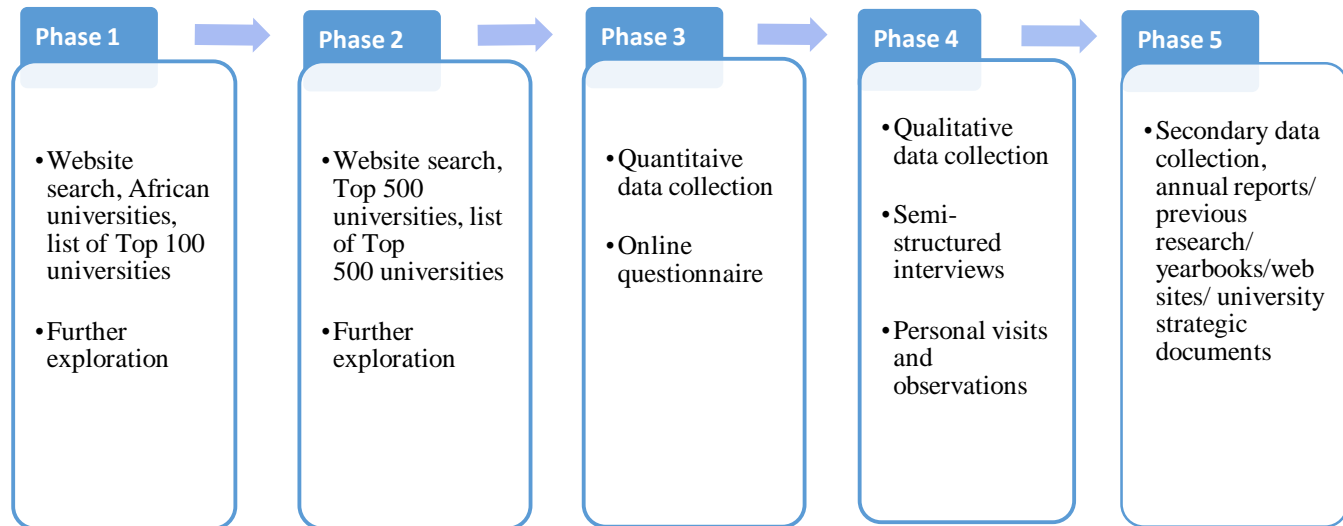 Phase 1
•Website
search, African
universities,
list of Top 100
universities
•Further
exploration
Phase 2
•Website search,
Top 500
universities, list
of Top
500 universities
•Further
exploration
Phase 3
•Quantitaive
data collection
•Online
questionnaire
Phase 4
•Qualitative
data collection
•Semi-
structured
interviews
•Personal visits
and
observations
Phase 5
•Secondary data
collection,
annual reports/
previous
research/
yearbooks/web
sites/ university
strategic
documents